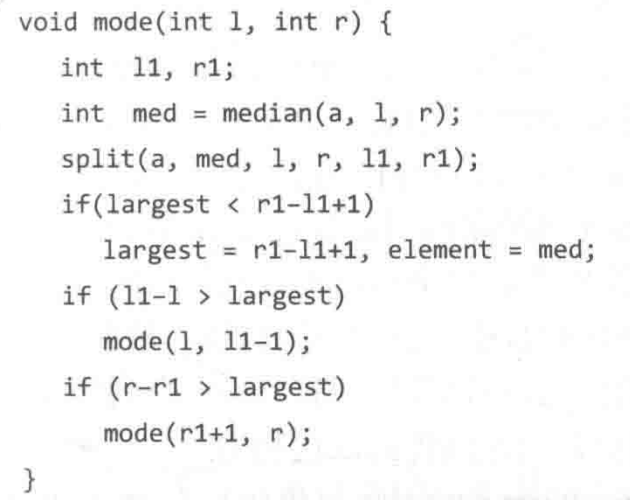 void mode(int l, int r) {
int l1, r1;
int med = median(a, l, r);
split(a, med, l, r, l1, r1);
if(largest < r1-l1+1)
largest = r1-l1+1, element = med;
if (l1-l > largest)
mode(l, l1-1);
if (r-r1 > largest)
mode(r1+1, r);
}